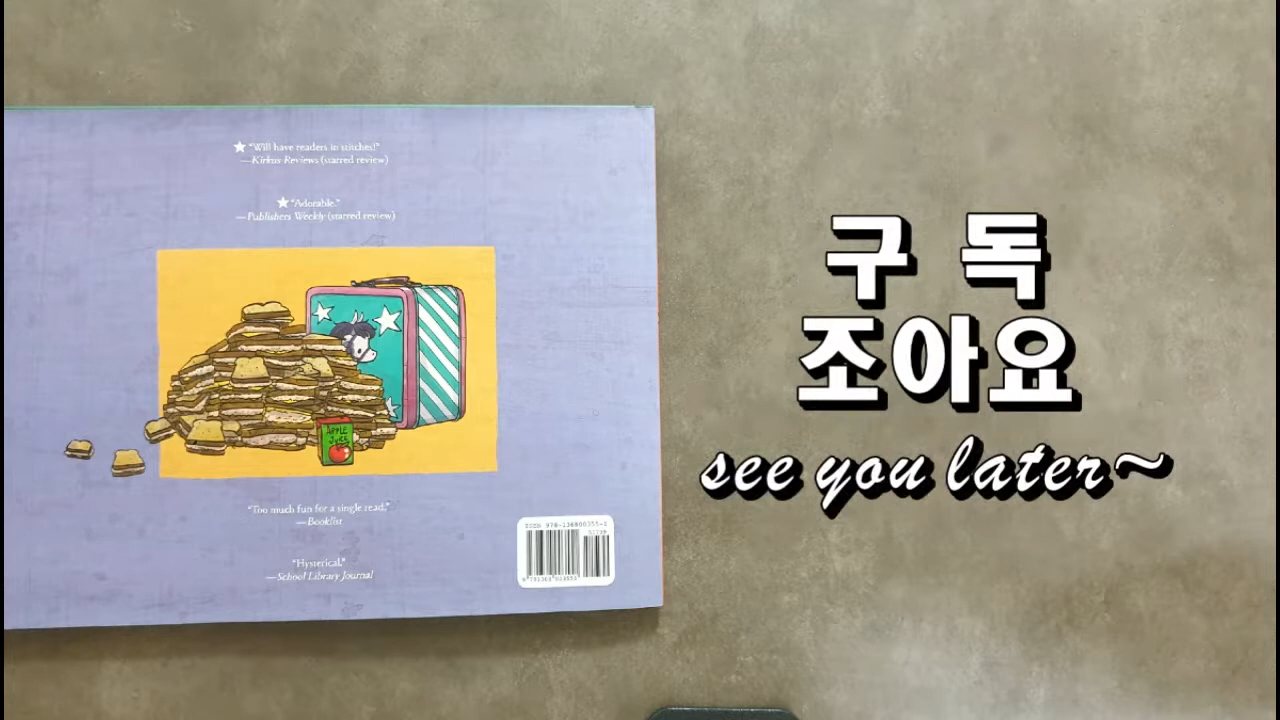 ★ "Will have readers in stitches!"
—Kirkus Reviews (starred review)
★ "Adorable."
—Publishers Weekly (starred review)
APPLE
"Too much fun for a single read."
—Booklist
"Hysterical."
—School Library Journal
구 독
조아요
see you later~